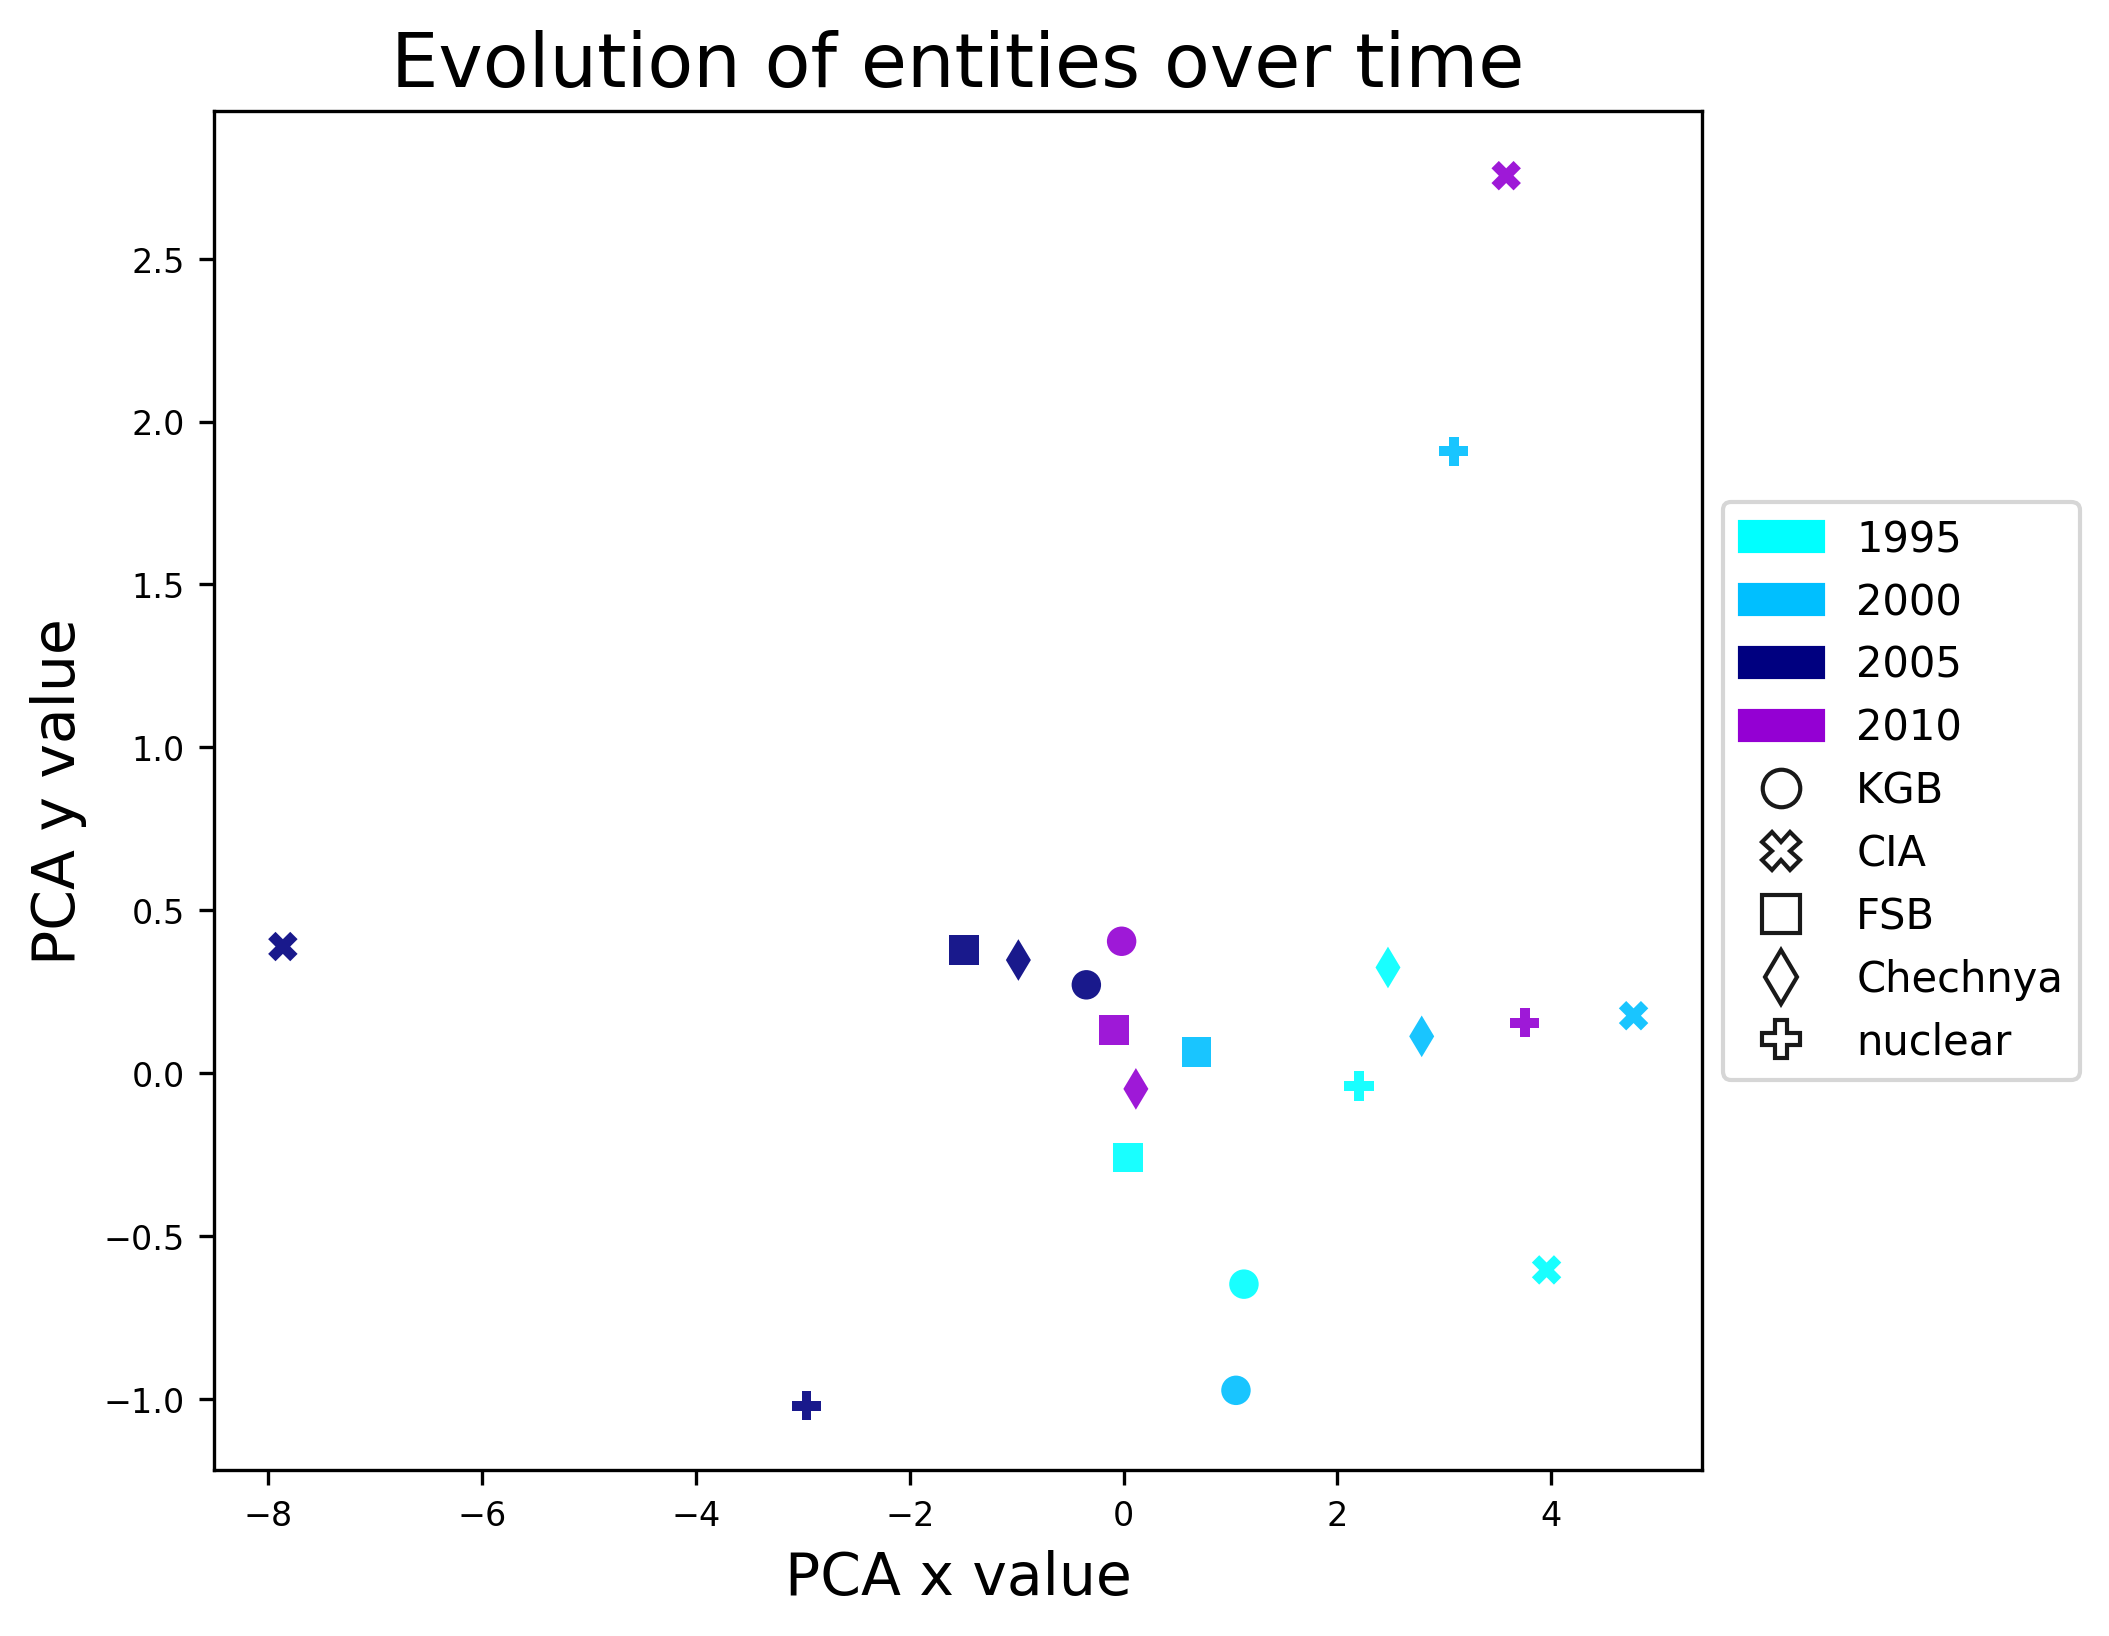 Evolution of entities over time
PCA y value
2.5
2.0
1.5
1.0
0.5
0.0
−0.5
−1.0
−8 −6 −4 −2 0 2 4
PCA x value
1995
2000
2005
2010
KGB
CIA
FSB
Chechnya
nuclear